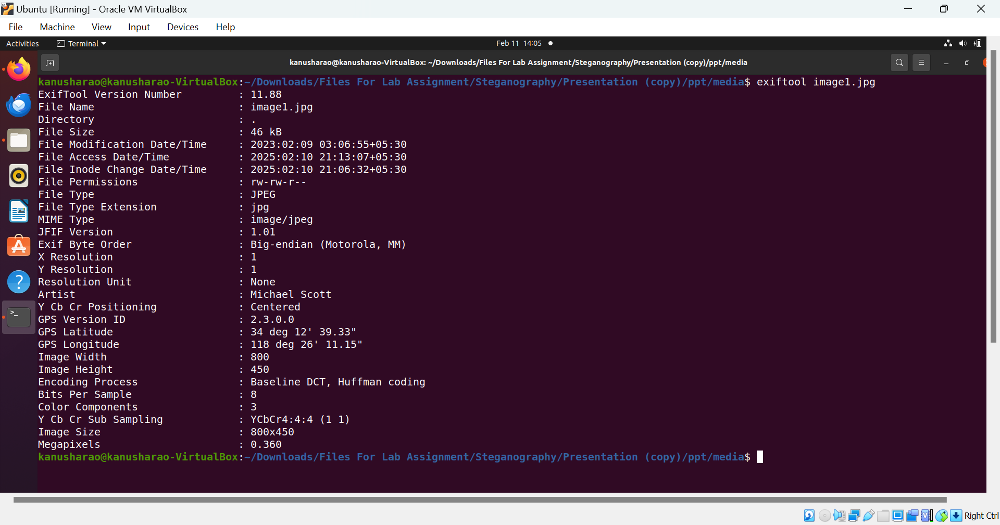 Ubuntu [Running] - Oracle VM VirtualBox
File Machine View Input Devices Help
Activities Terminal Feb 11 14:05
kanusharao@kanusharao-VirtualBox: ~/Downloads/Files For Lab Assignment/Steganography/Presentation (copy)/ppt/media
kanusharao@kanusharao-VirtualBox:~/Downloads/Files For Lab Assignment/Steganography/Presentation (copy)/ppt/media$ exiftool image1.jpg
ExifTool Version Number : 11.88
File Name : image1.jpg
Directory : .
File Size : 46 kB
File Modification Date/Time : 2023:02:09 03:06:55+05:30
File Access Date/Time : 2025:02:10 21:13:07+05:30
File Inode Change Date/Time : 2025:02:10 21:06:32+05:30
File Permissions : rw-rw-r--
File Type : JPEG
File Type Extension : jpg
MIME Type : image/jpeg
JFIF Version : 1.01
Exif Byte Order : Big-endian (Motorola, MM)
X Resolution : 1
Y Resolution : 1
Resolution Unit : None
Artist : Michael Scott
Y Cb Cr Positioning : Centered
GPS Version ID : 2.3.0.0
GPS Latitude : 34 deg 12' 39.33"
GPS Longitude : 118 deg 26' 11.15"
Image Width : 800
Image Height : 450
Encoding Process : Baseline DCT, Huffman coding
Bits Per Sample : 8
Color Components : 3
Y Cb Cr Sub Sampling : YCbCr4:4:4 (1 1)
Image Size : 800x450
Megapixels : 0.360
kanusharao@kanusharao-VirtualBox:~/Downloads/Files For Lab Assignment/Steganography/Presentation (copy)/ppt/media$
Right Ctrl